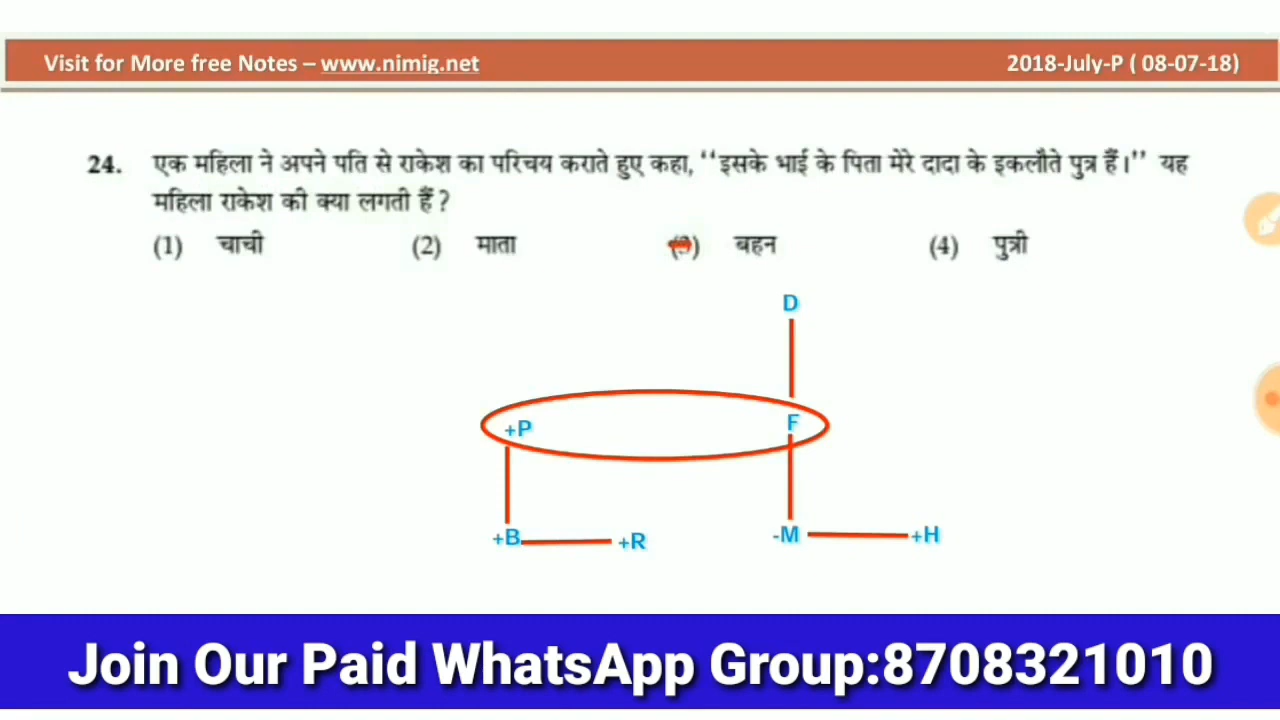 Visit for More free Notes – www.nimig.net 2018-July-P ( 08-07-18)
24. एक महिला ने अपने पति से राकेश का परिचय कराते हुए कहा, ‘‘इसके भाई के पिता मेरे दादा के इकलौते पुत्र हैं।’’ यह
महिला राकेश की क्या लगती हैं ?
(1) चाची (2) माता (3) बहन (4) पुत्री
D
+P F
+B +R -M +H
Join Our Paid WhatsApp Group:8708321010